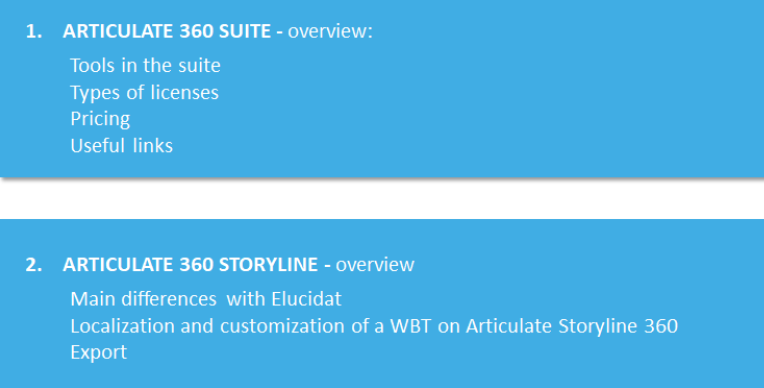 1. ARTICULATE 360 SUITE - overview:
Tools in the suite
Types of licenses
Pricing
Useful links
2. ARTICULATE 360 STORYLINE - overview
Main differences with Elucidat
Localization and customization of a WBT on Articulate Storyline 360
Export